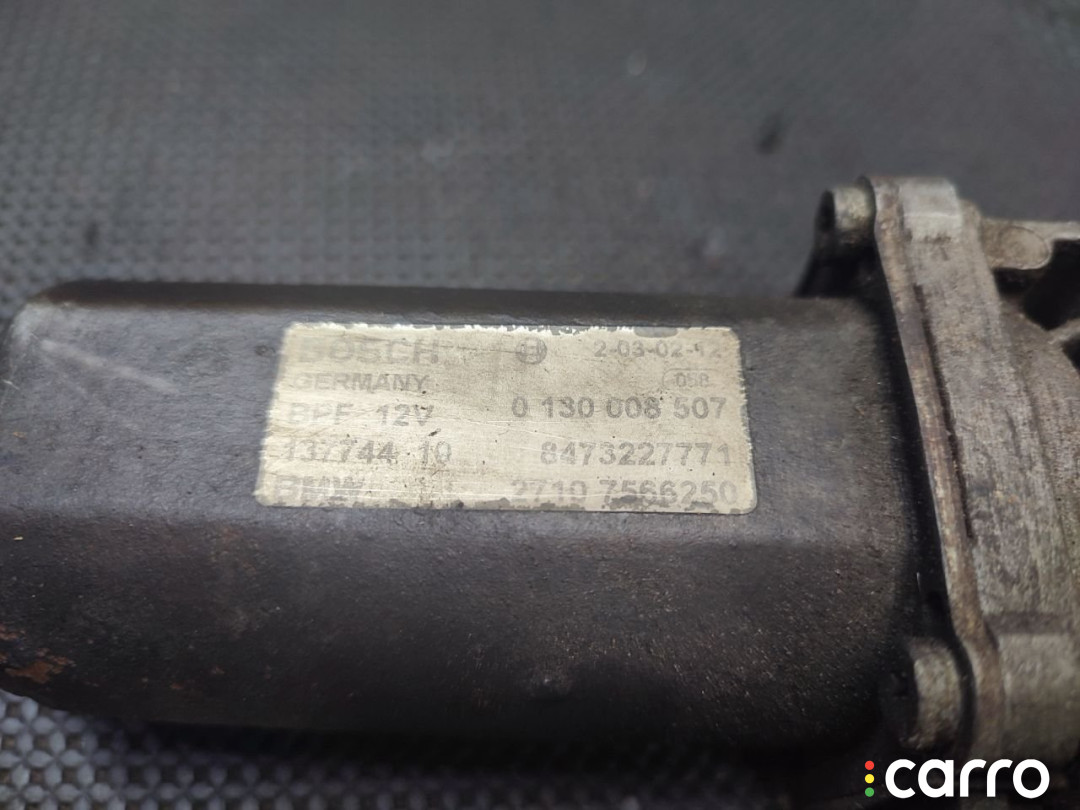 BOSCH 2-03-02-12
GERMANY 058
BPF 12V 0 130 008 507
137744 10 8473227771
BMW 2710 7566250
carro